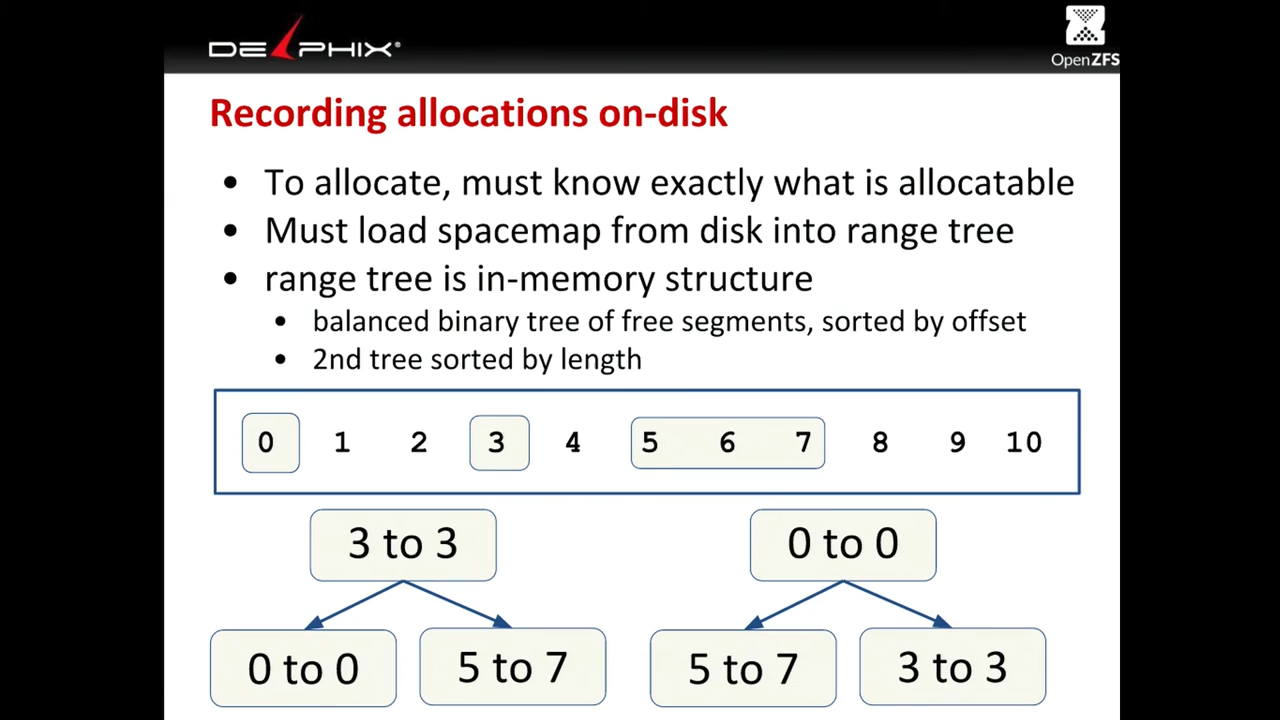 DELPHIX®
OpenZFS
Recording allocations on-disk
• To allocate, must know exactly what is allocatable
• Must load spacemap from disk into range tree
• range tree is in-memory structure
• balanced binary tree of free segments, sorted by offset
• 2nd tree sorted by length
0 1 2 3 4 5 6 7 8 9 10
3 to 3 0 to 0
0 to 0 5 to 7 5 to 7 3 to 3